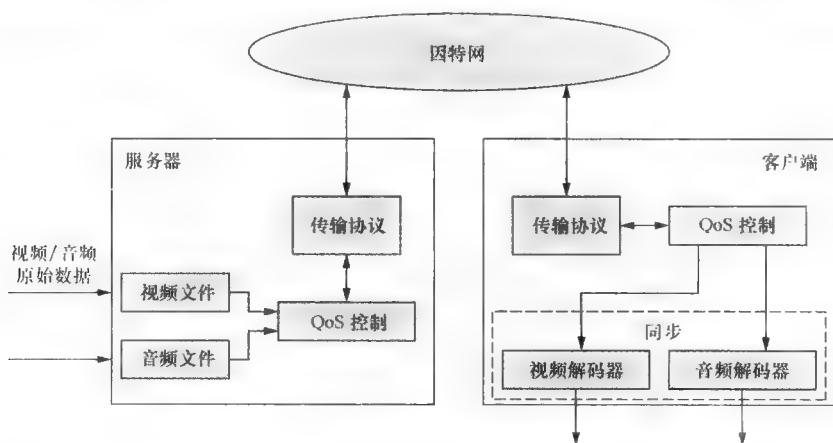 因特网
服务器
传输协议
视频/音频
原始数据
视频文件
音频文件
QoS 控制
客户端
传输协议
QoS 控制
同步
视频解码器
音频解码器